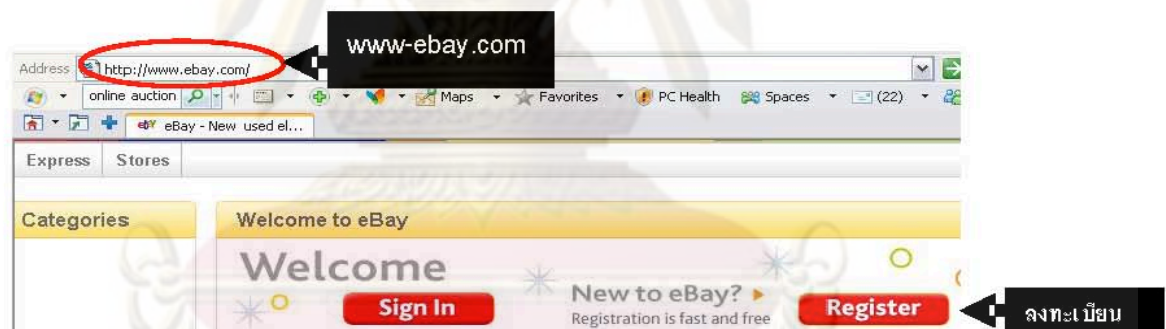 www-ebay.com
Address http://www.ebay.com/
online auction Maps Favorites PC Health Spaces (22)
eBay - New used el...
Express Stores
Categories Welcome to eBay
Welcome
Sign In New to eBay? Register
Registration is fast and free
ลงทะเบียน